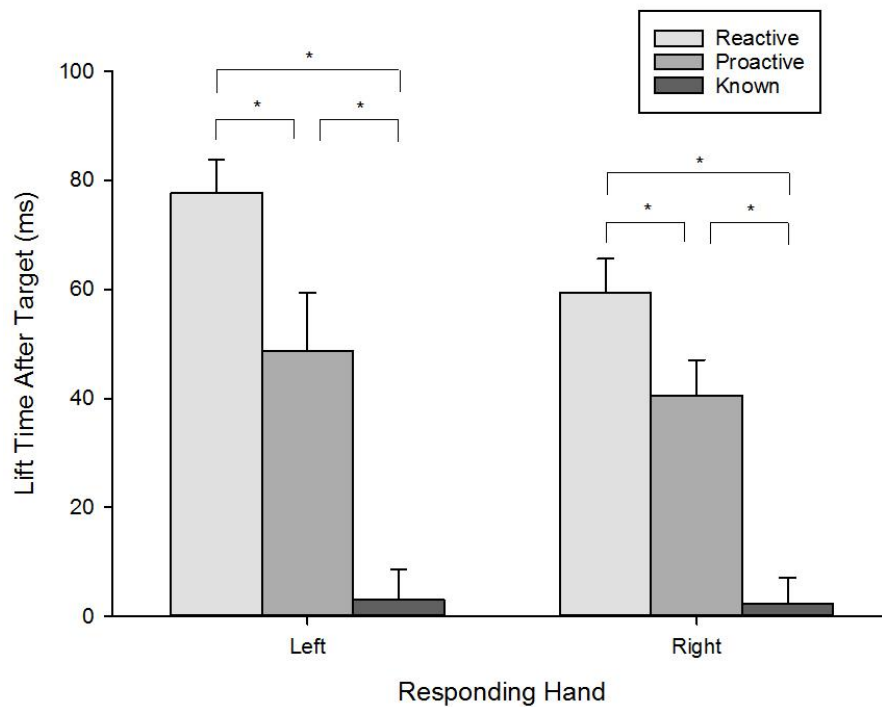 Reactive
Proactive
Known
Lift Time After Target (ms)
100
80
60
40
20
0
*
* *
*
* *
Left Right
Responding Hand